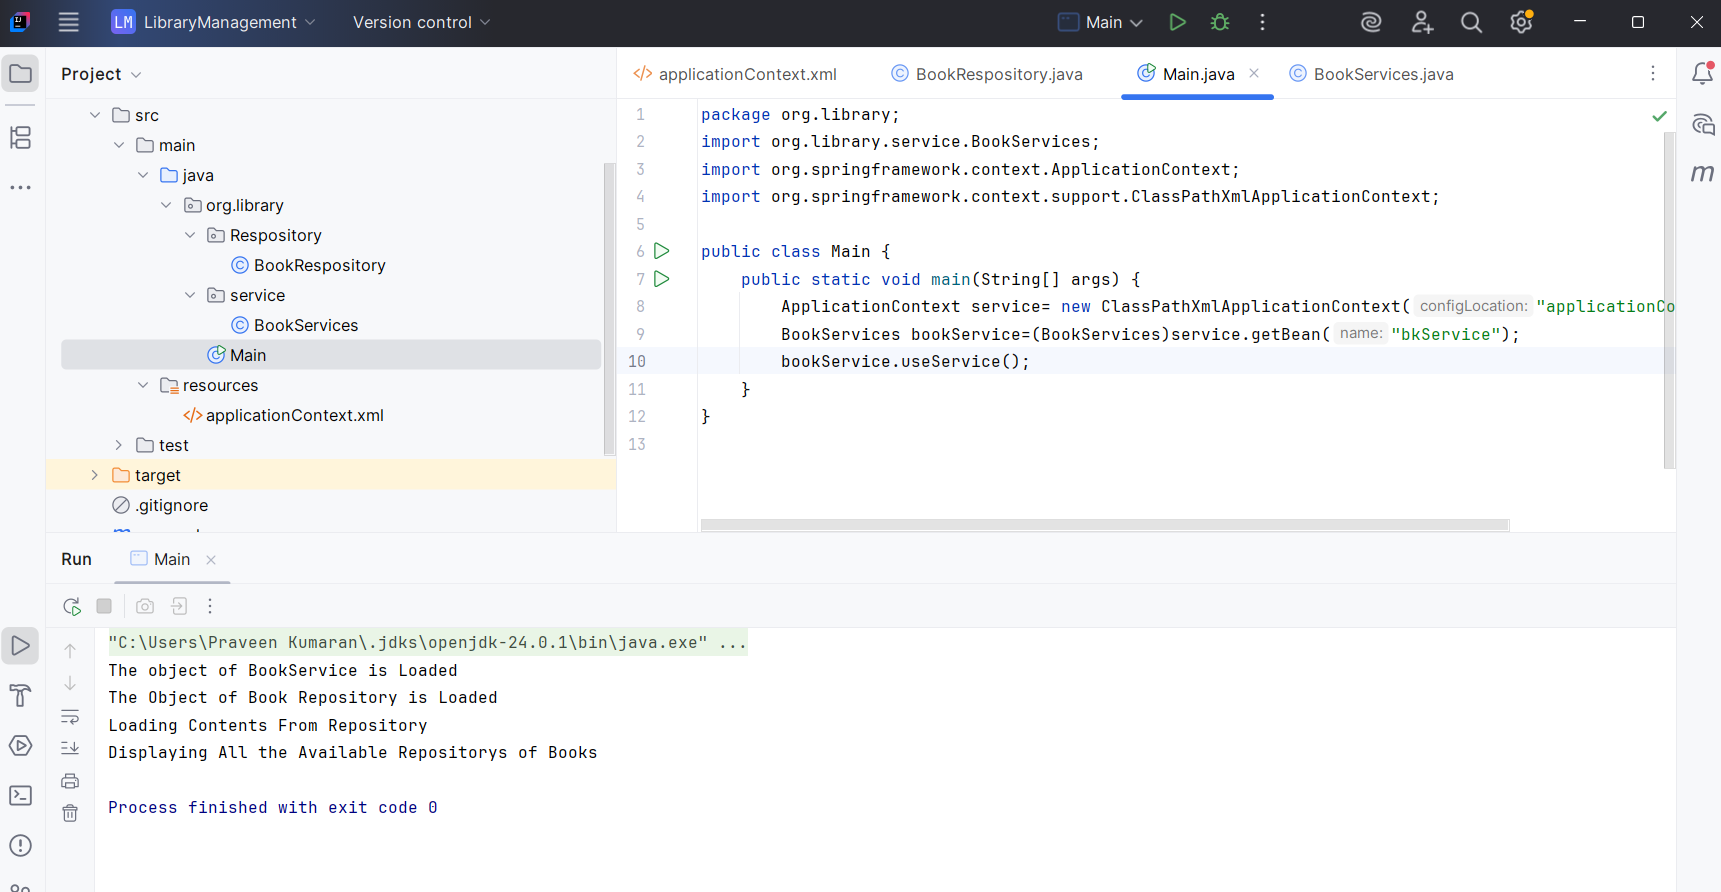 LM LibraryManagement Version control Main
Project
src
main
java
org.library
Respository
BookRespository
service
BookServices
Main
resources
applicationContext.xml
test
target
.gitignore
applicationContext.xml BookRespository.java Main.java BookServices.java
1 package org.library;
2 import org.library.service.BookServices;
3 import org.springframework.context.ApplicationContext;
4 import org.springframework.context.support.ClassPathXmlApplicationContext;
5
6 public class Main {
7 public static void main(String[] args) {
8 ApplicationContext service= new ClassPathXmlApplicationContext( configLocation: "applicationCo
9 BookServices bookService=(BookServices)service.getBean( name: "bkService");
10 bookService.useService();
11 }
12 }
13
Run Main
"C:\Users\Praveen Kumaran\.jdks\openjdk-24.0.1\bin\java.exe" ...
The object of BookService is Loaded
The Object of Book Repository is Loaded
Loading Contents From Repository
Displaying All the Available Repositorys of Books
Process finished with exit code 0